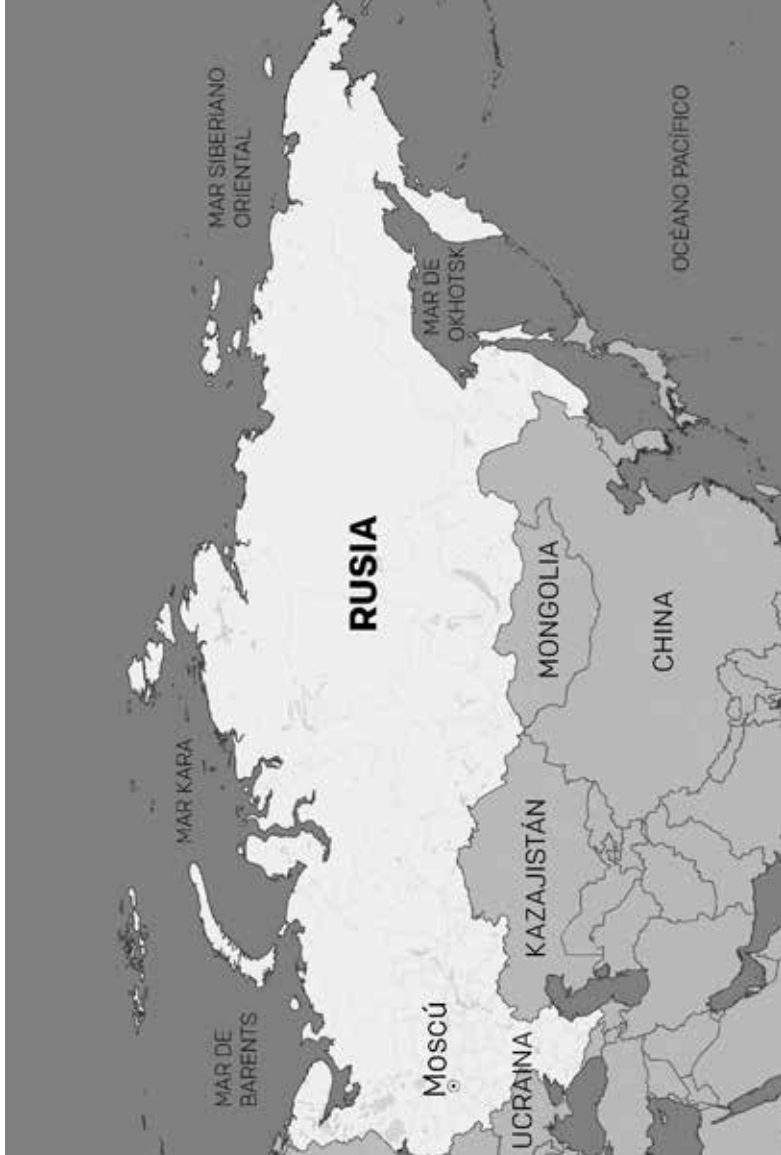 MAR SIBERIANO
ORIENTAL
MAR KARA
MAR DE
BARENTS
RUSIA
MAR DE
OKHOTSK
OCÉANO PACÍFICO
Moscú
UCRAINA
KAZAJISTÁN
MONGOLIA
CHINA